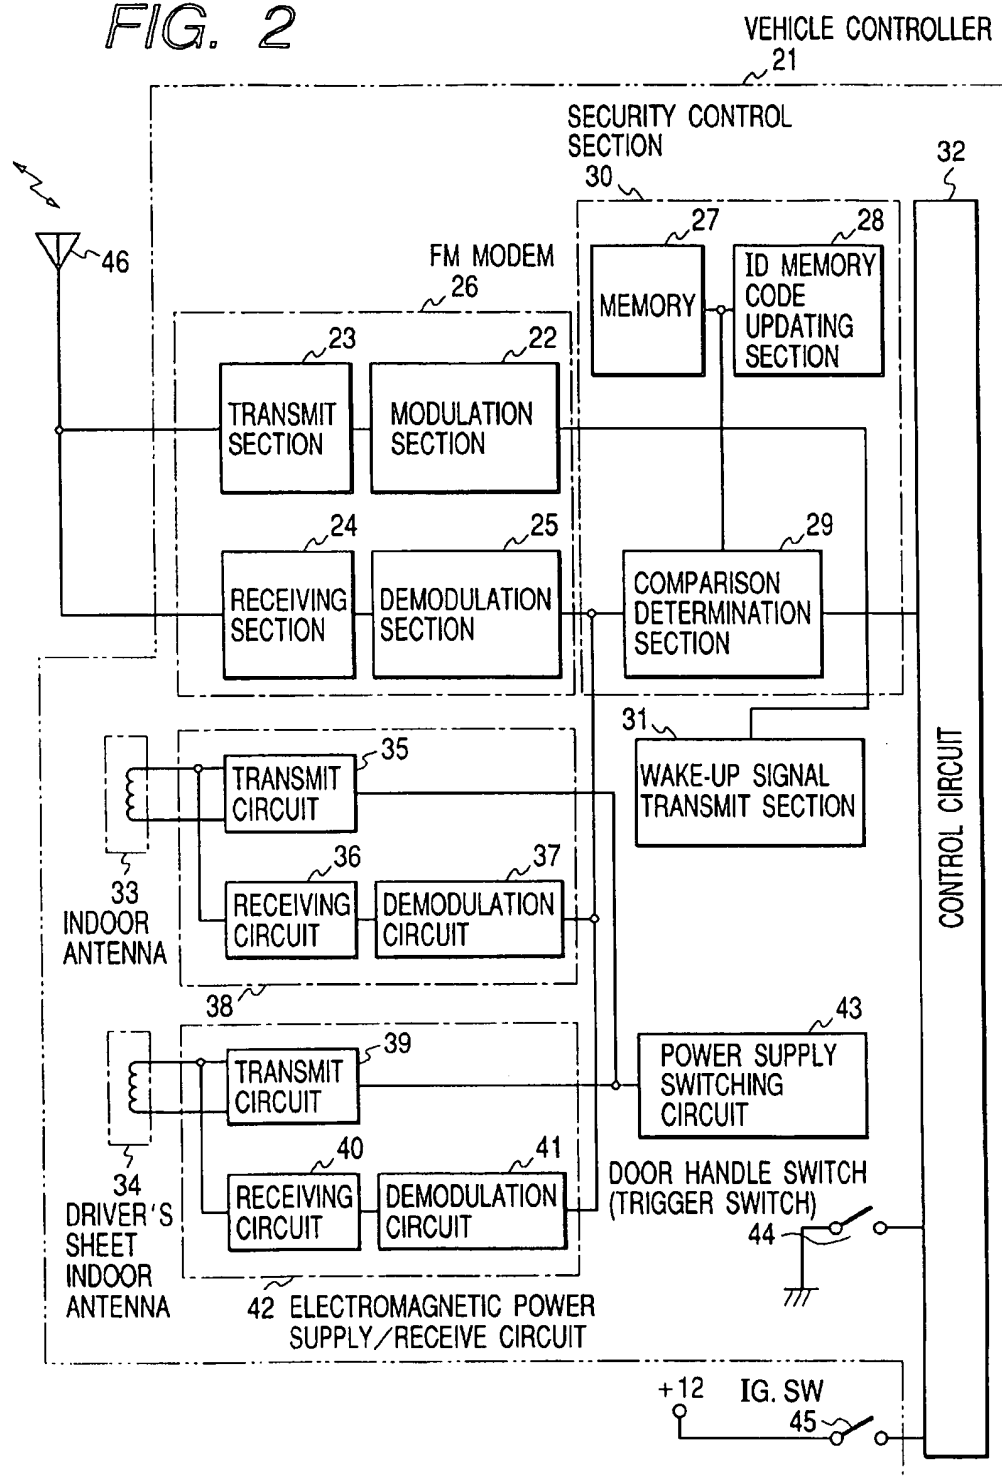 FIG. 2
VEHICLE CONTROLLER
21
SECURITY CONTROL
SECTION
30
32
46
FM MODEM
26
27
28
MEMORY
ID MEMORY
CODE
UPDATING
SECTION
23
22
TRANSMIT
SECTION
MODULATION
SECTION
24
25
29
RECEIVING
SECTION
DEMODULATION
SECTION
COMPARISON
DETERMINATION
SECTION
31
WAKE-UP SIGNAL
TRANSMIT SECTION
CONTROL CIRCUIT
35
TRANSMIT
CIRCUIT
36
37
RECEIVING
CIRCUIT
DEMODULATION
CIRCUIT
33
INDOOR
ANTENNA
38
39
TRANSMIT
CIRCUIT
43
POWER SUPPLY
SWITCHING
CIRCUIT
40
41
RECEIVING
CIRCUIT
DEMODULATION
CIRCUIT
34
DRIVER'S
SHEET
INDOOR
ANTENNA
DOOR HANDLE SWITCH
(TRIGGER SWITCH)
44
42 ELECTROMAGNETIC POWER
SUPPLY/RECEIVE CIRCUIT
+12
IG. SW
45